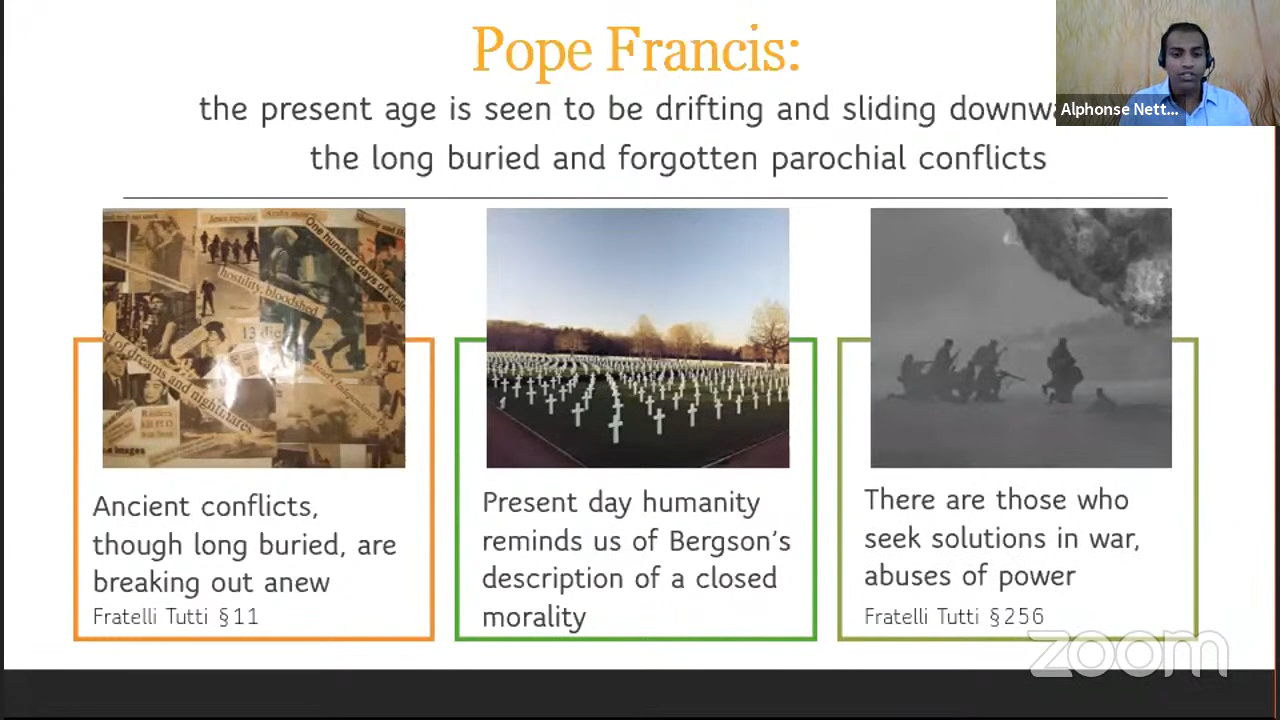 Pope Francis:
the present age is seen to be drifting and sliding
the long buried and forgotten parochial conflicts
Alphonse Nett...
One hundred days of
hostility, bloodshed
13 die
of dreams and nightmares
Raiders
images
Ancient conflicts,
though long buried, are
breaking out anew
Fratelli Tutti §11
Present day humanity
reminds us of Bergson's
description of a closed
morality
There are those who
seek solutions in war,
abuses of power
Fratelli Tutti §256
zoom